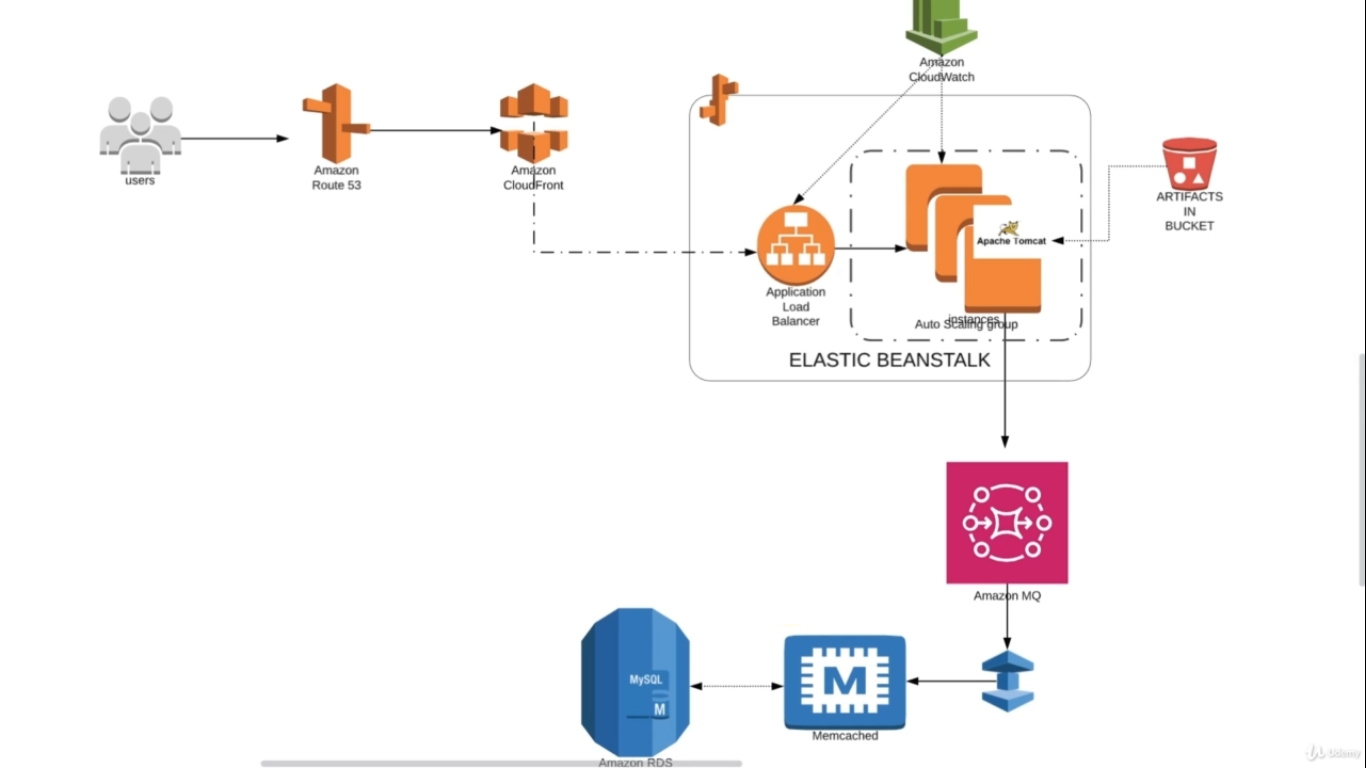 Amazon
CloudWatch
users
Amazon
Route 53
Amazon
CloudFront
ARTIFACTS
IN
BUCKET
Apache Tomcat
Application
Load
Balancer
instances
Auto Scaling group
ELASTIC BEANSTALK
Amazon MQ
MySQL
M
M
Memcached
Amazon RDS
Udemy